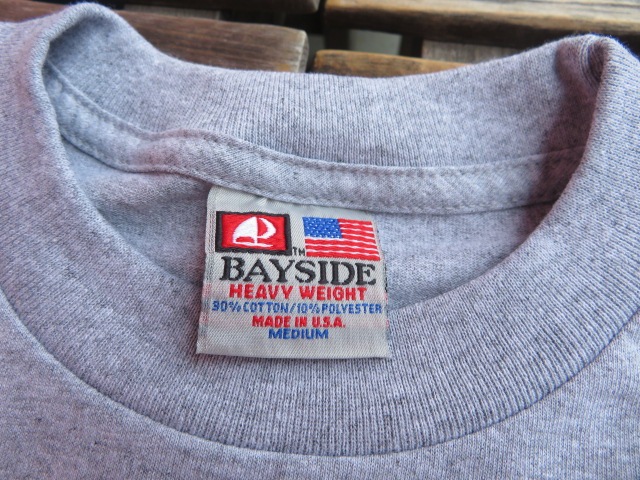 TM
BAYSIDE
HEAVY WEIGHT
90% COTTON/10% POLYESTER
MADE IN U.S.A.
MEDIUM